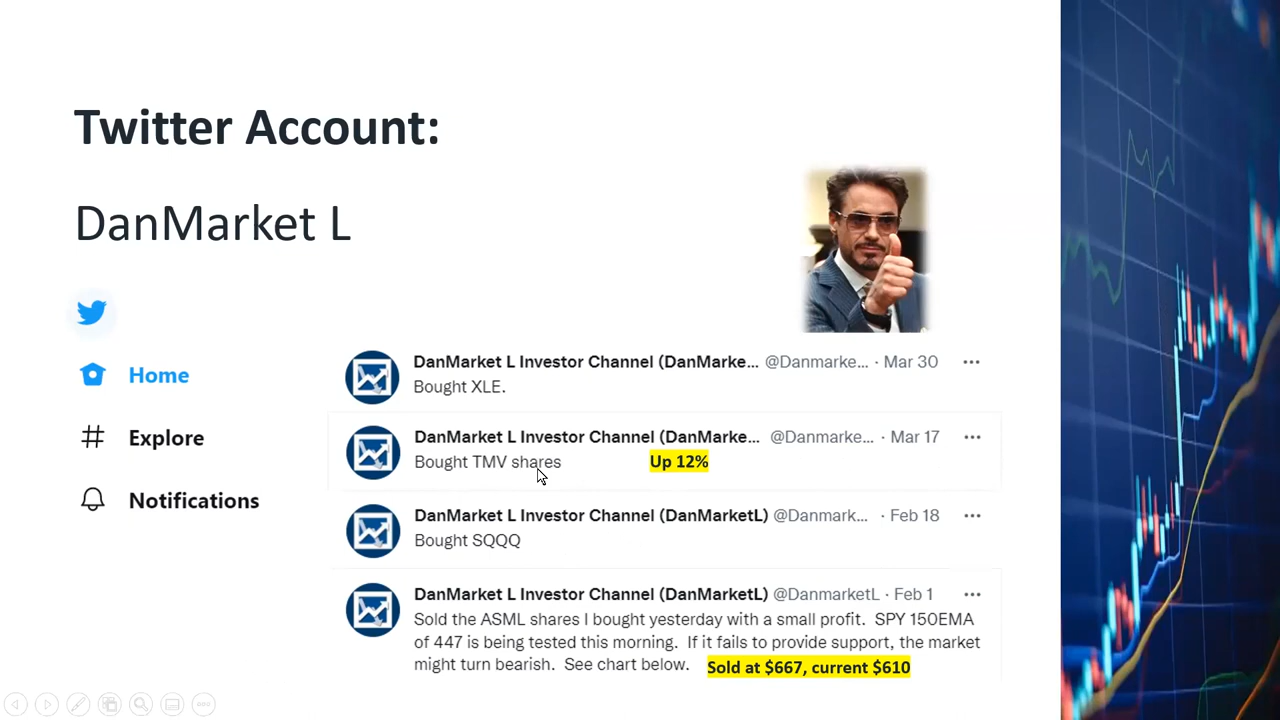 Twitter Account:
DanMarket L
Home
Explore
Notifications
DanMarket L Investor Channel (DanMarke... @Danmarke... · Mar 30 ···
Bought XLE.
DanMarket L Investor Channel (DanMarke... @Danmarke... · Mar 17 ···
Bought TMV shares Up 12%
DanMarket L Investor Channel (DanMarketL) @Danmark... · Feb 18 ···
Bought SQQQ
DanMarket L Investor Channel (DanMarketL) @DanmarketL · Feb 1 ···
Sold the ASML shares I bought yesterday with a small profit. SPY 150EMA
of 447 is being tested this morning. If it fails to provide support, the market
might turn bearish. See chart below. Sold at $667, current $610